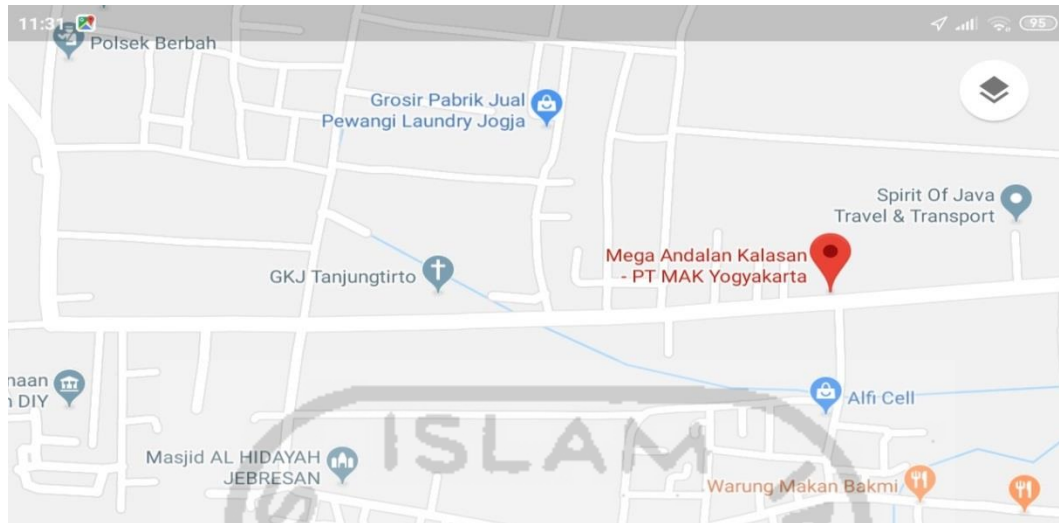 11:31
95
Polsek Berbah
Grosir Pabrik Jual
Pewangi Laundry Jogja
Spirit Of Java
Travel & Transport
Mega Andalan Kalasan
- PT MAK Yogyakarta
GKJ Tanjungtirto
naan
n DIY
Alfi Cell
ISLAM
Masjid AL HIDAYAH
JEBRESAN
Warung Makan Bakmi